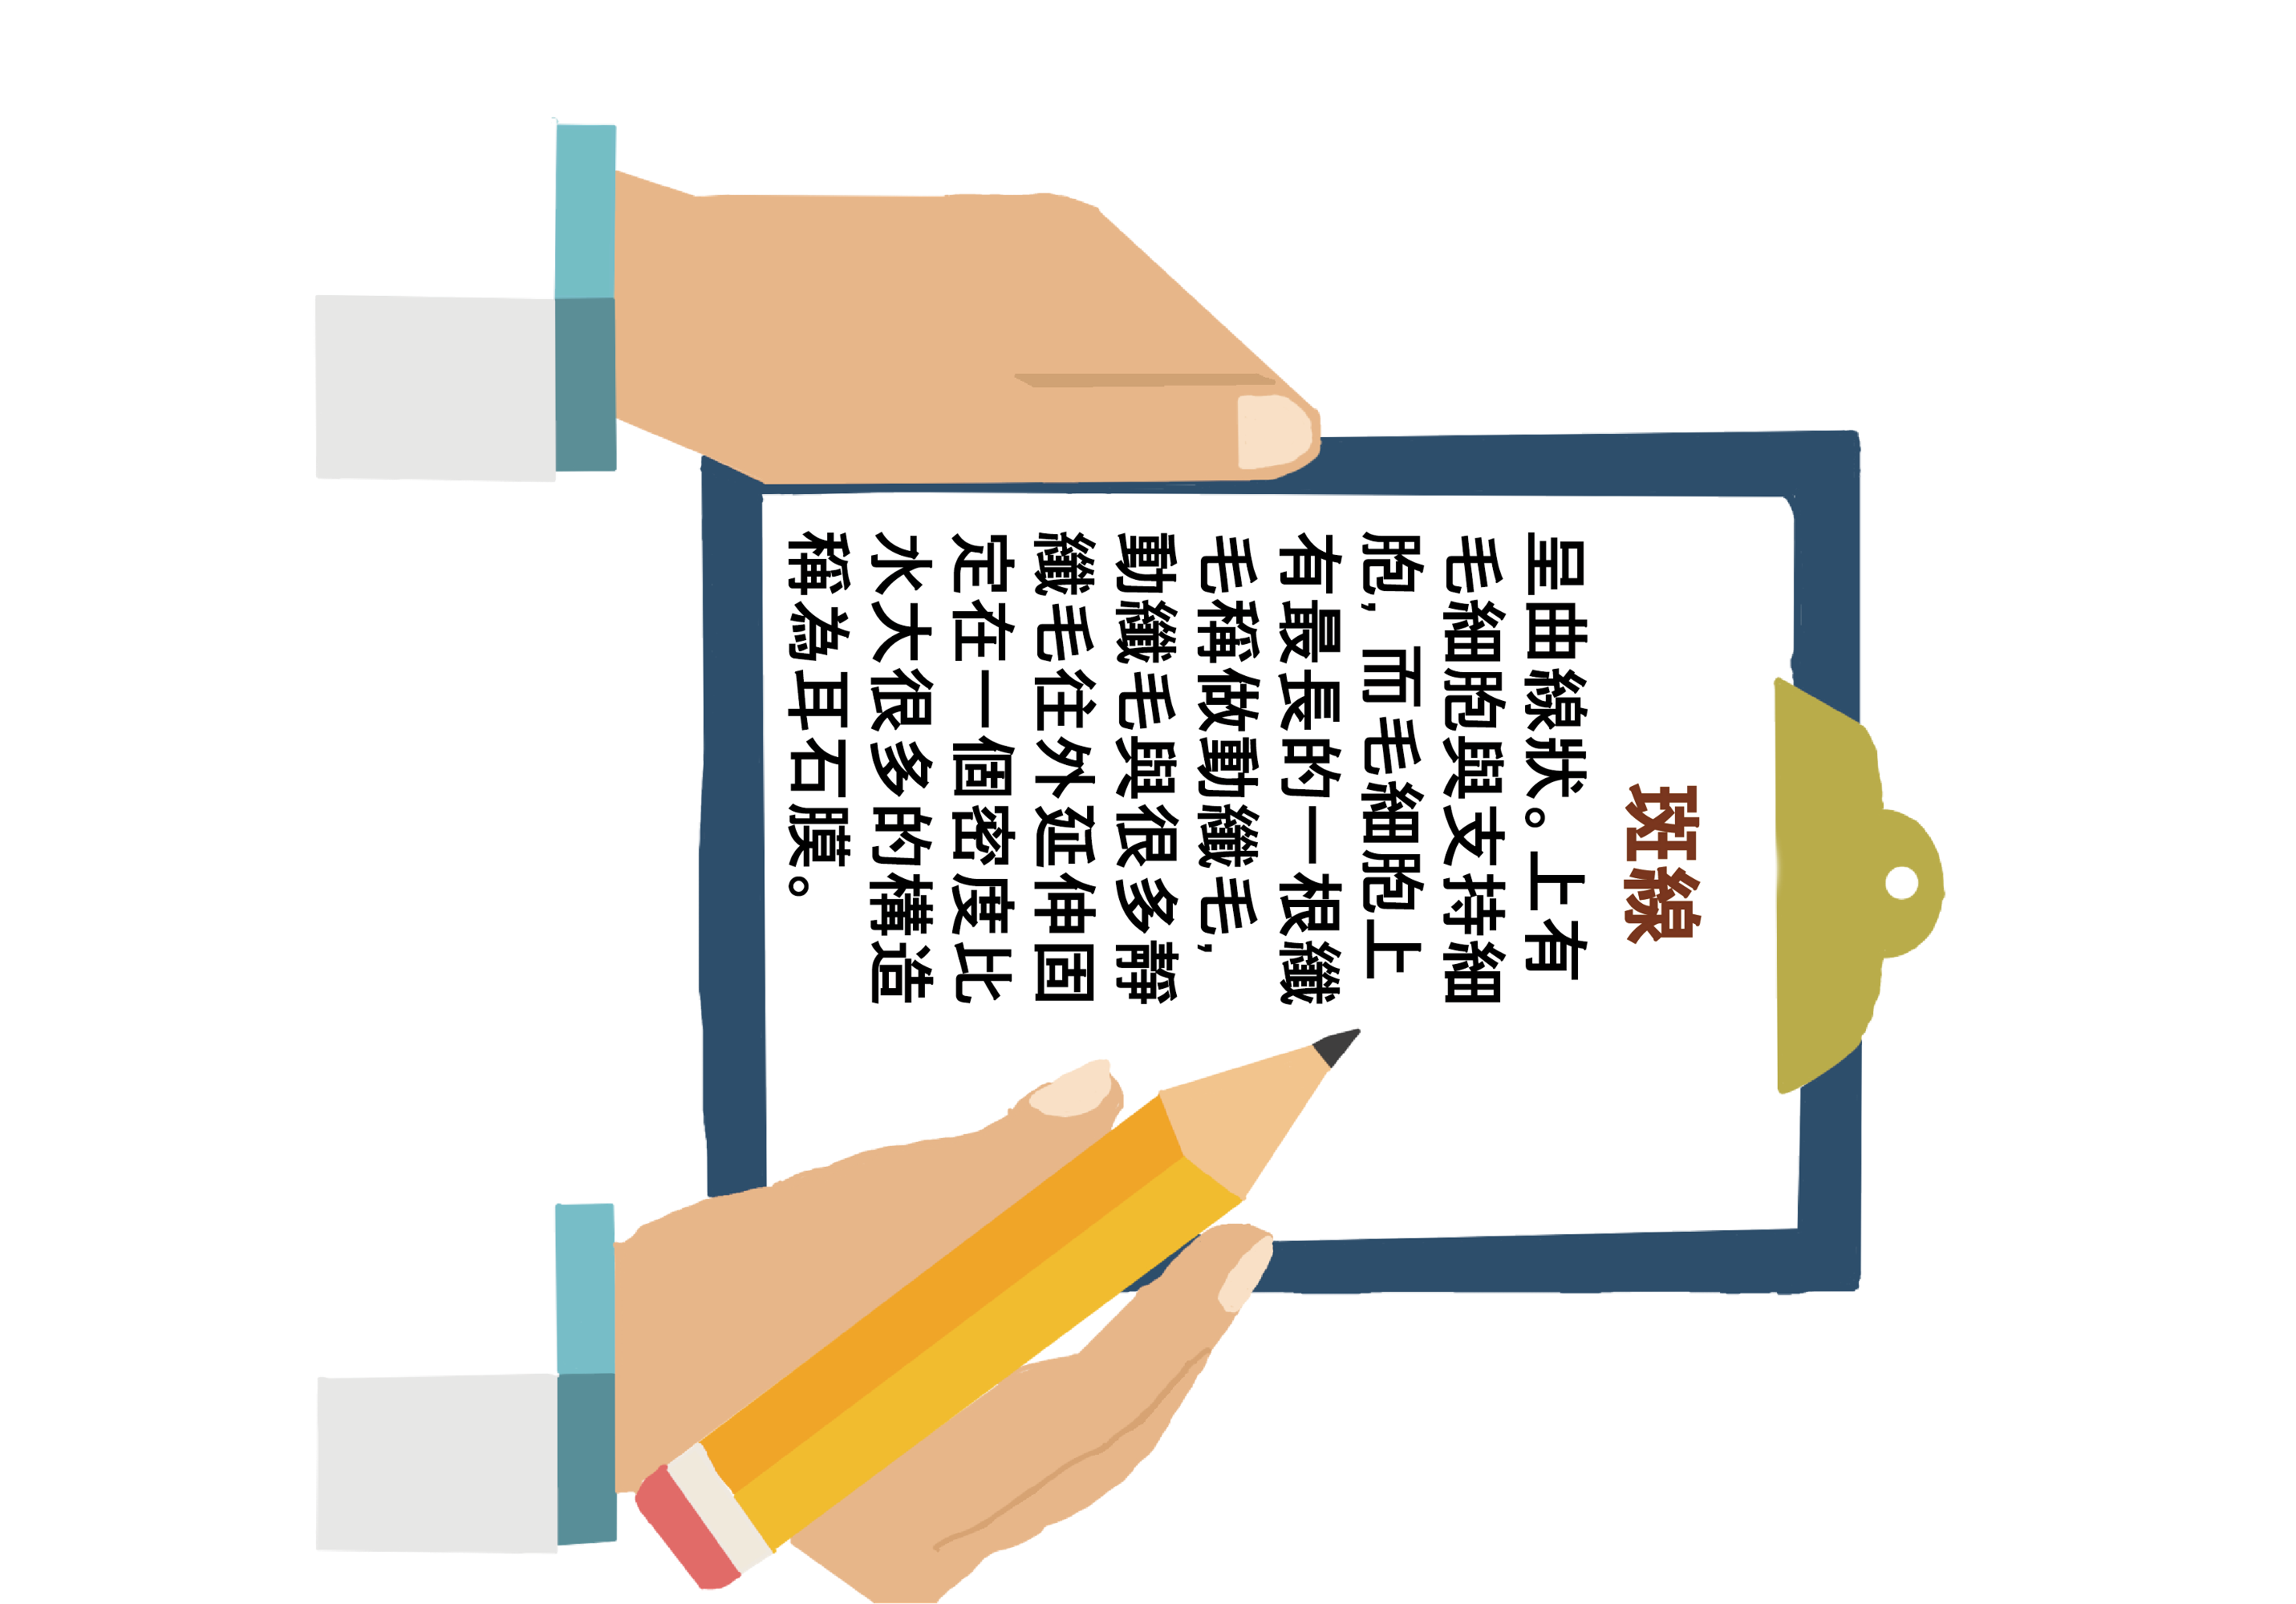 斑線
呈曲線狀。上有
毛細胞與支持細
胞，而毛細胞上
有最長的一根纖
毛稱做動纖毛，
動纖毛與很多靜
纖毛往外延伸固
定在一個密度比
水大很多的構造
稱為耳石膜。